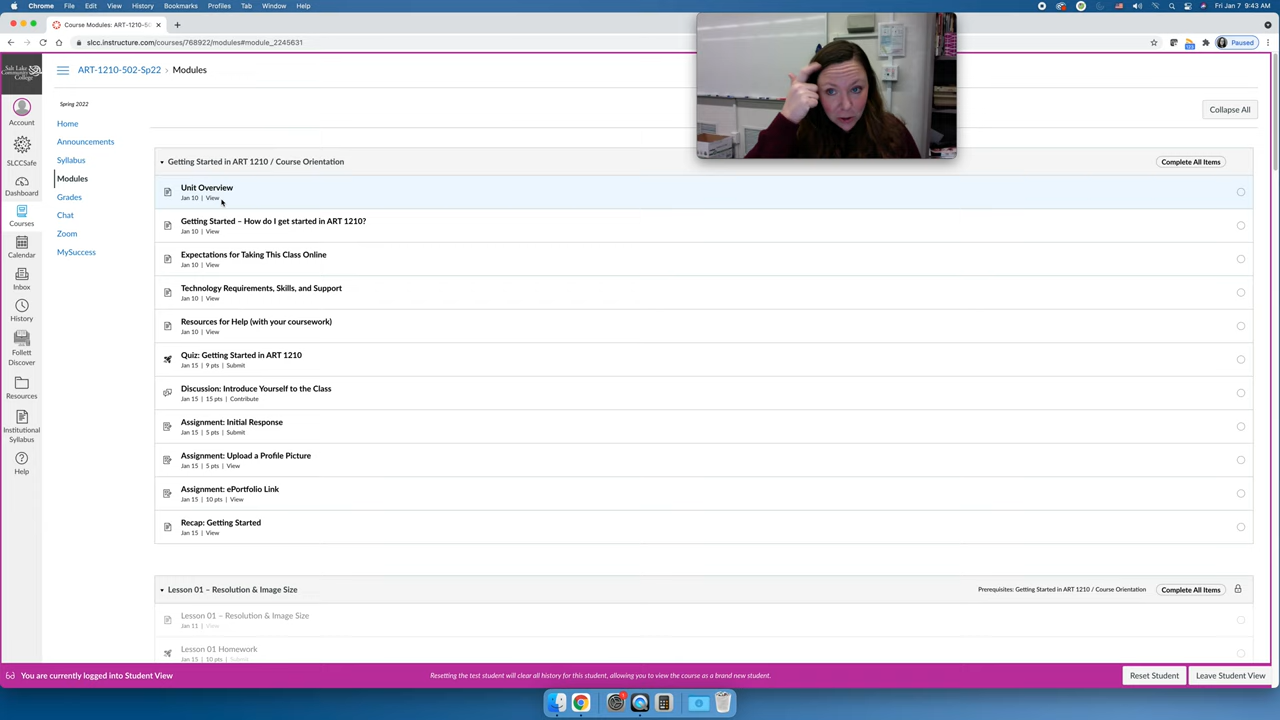 Chrome File Edit View History Bookmarks Profiles Tab Window Help
Fri Jan 7 9:43 AM
Course Modules: ART-1210-50
slcc.instructure.com/courses/768922/modules#module_2245631
Paused
Salt Lake
Community
College
ART-1210-502-Sp22 › Modules
Collapse All
Spring 2022
Home
Announcements
Syllabus
Modules
Grades
Chat
Zoom
MySuccess
Account
SLCCSafe
Dashboard
Courses
Calendar
Inbox
History
Follett
Discover
Resources
Institutional
Syllabus
Help
Getting Started in ART 1210 / Course Orientation
Complete All Items
Unit Overview
Jan 10 | View
Getting Started – How do I get started in ART 1210?
Jan 10 | View
Expectations for Taking This Class Online
Jan 10 | View
Technology Requirements, Skills, and Support
Jan 10 | View
Resources for Help (with your coursework)
Jan 10 | View
Quiz: Getting Started in ART 1210
Jan 15 | 9 pts | Submit
Discussion: Introduce Yourself to the Class
Jan 15 | 15 pts | Contribute
Assignment: Initial Response
Jan 15 | 5 pts | Submit
Assignment: Upload a Profile Picture
Jan 15 | 5 pts | View
Assignment: ePortfolio Link
Jan 15 | 10 pts | View
Recap: Getting Started
Jan 15 | View
Lesson 01 – Resolution & Image Size
Prerequisites: Getting Started in ART 1210 / Course Orientation
Complete All Items
Lesson 01 – Resolution & Image Size
Jan 11 | View
Lesson 01 Homework
Jan 15 | 10 pts | Submit
You are currently logged into Student View
Resetting the test student will clear all history for this student, allowing you to view the course as a brand new student.
Reset Student
Leave Student View